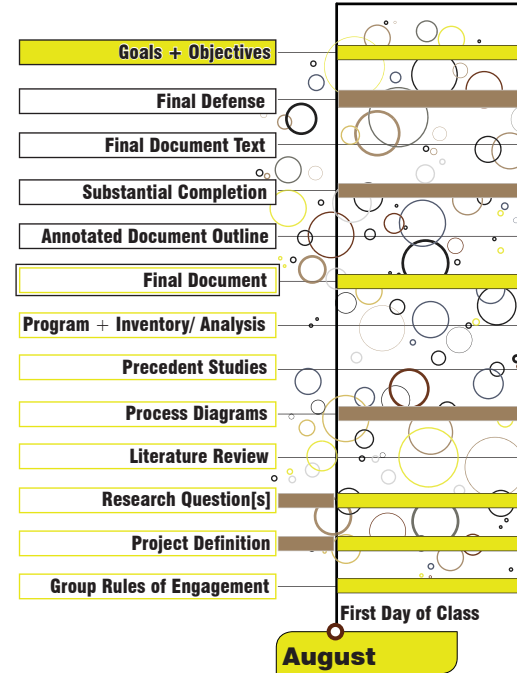 Goals + Objectives
Final Defense
Final Document Text
Substantial Completion
Annotated Document Outline
Final Document
Program + Inventory/ Analysis
Precedent Studies
Process Diagrams
Literature Review
Research Question[s]
Project Definition
Group Rules of Engagement
First Day of Class
August